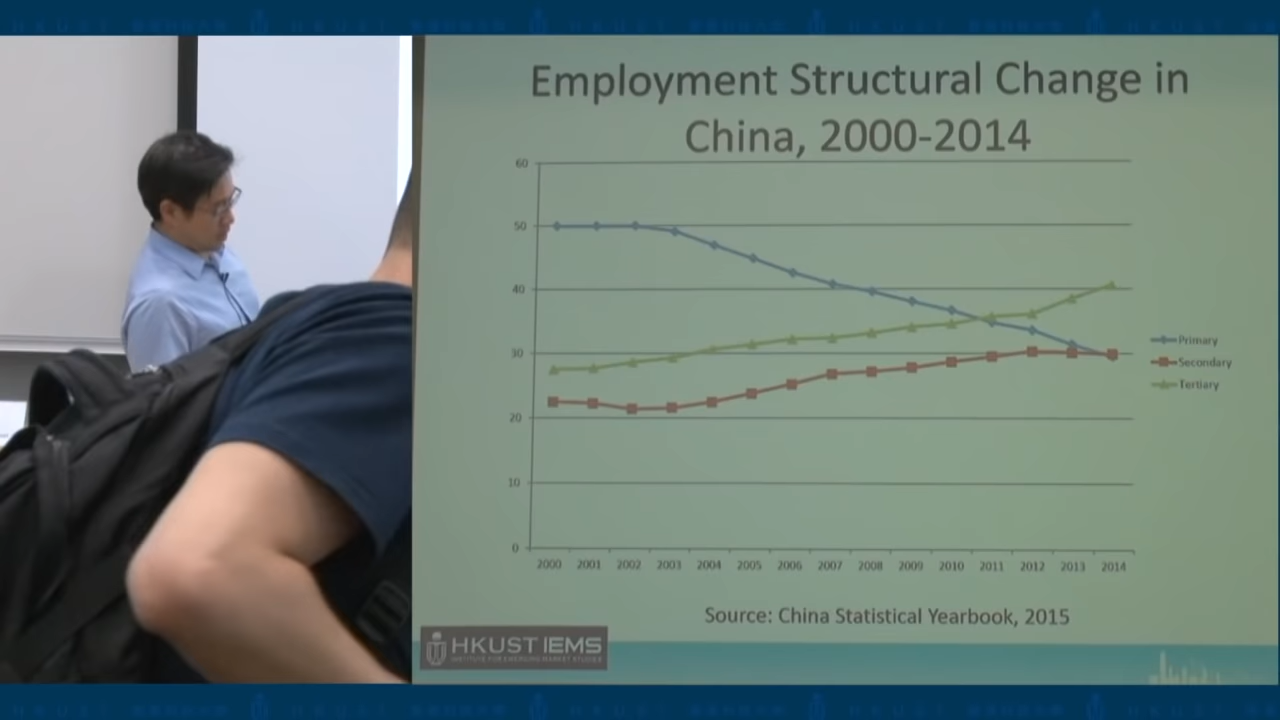 Employment Structural Change in
China, 2000-2014
60
50
40
30
20
10
0
2000 2001 2002 2003 2004 2005 2006 2007 2008 2009 2010 2011 2012 2013 2014
Primary
Secondary
Tertiary
Source: China Statistical Yearbook, 2015
HKUST IEMS
INSTITUTE FOR EMERGING MARKET STUDIES